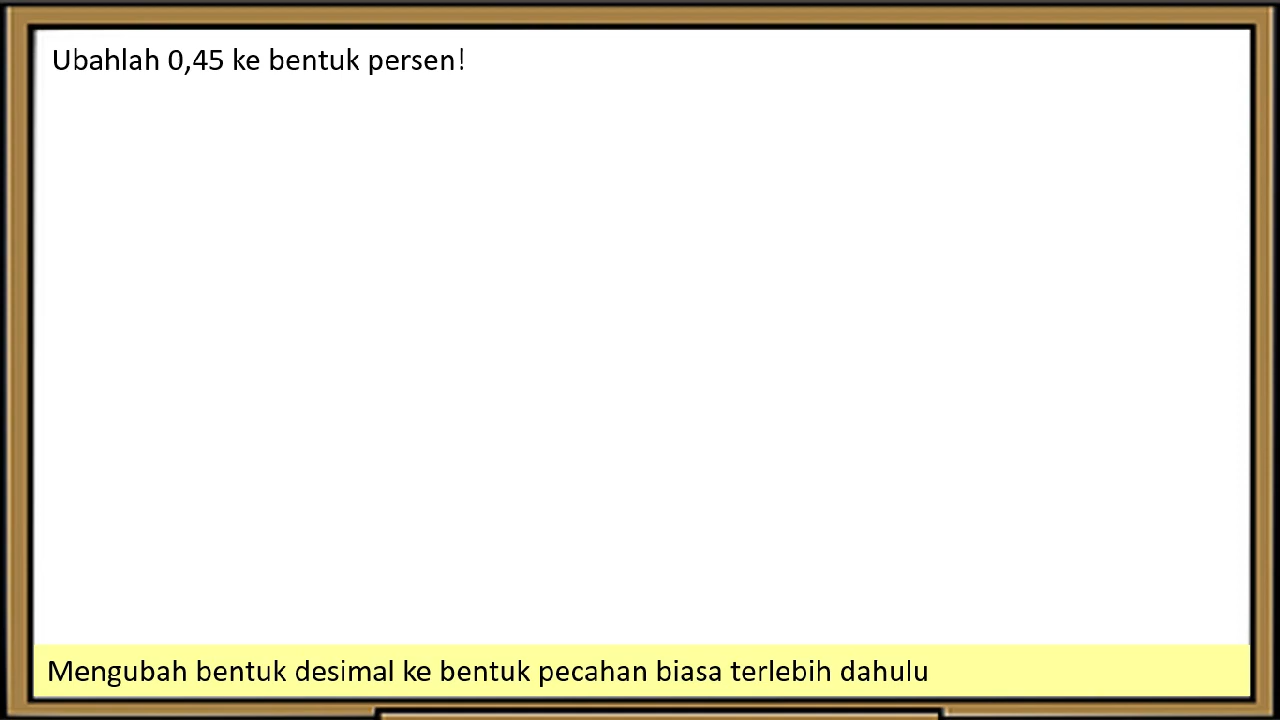 Ubahlah 0,45 ke bentuk persen!
Mengubah bentuk desimal ke bentuk pecahan biasa terlebih dahulu